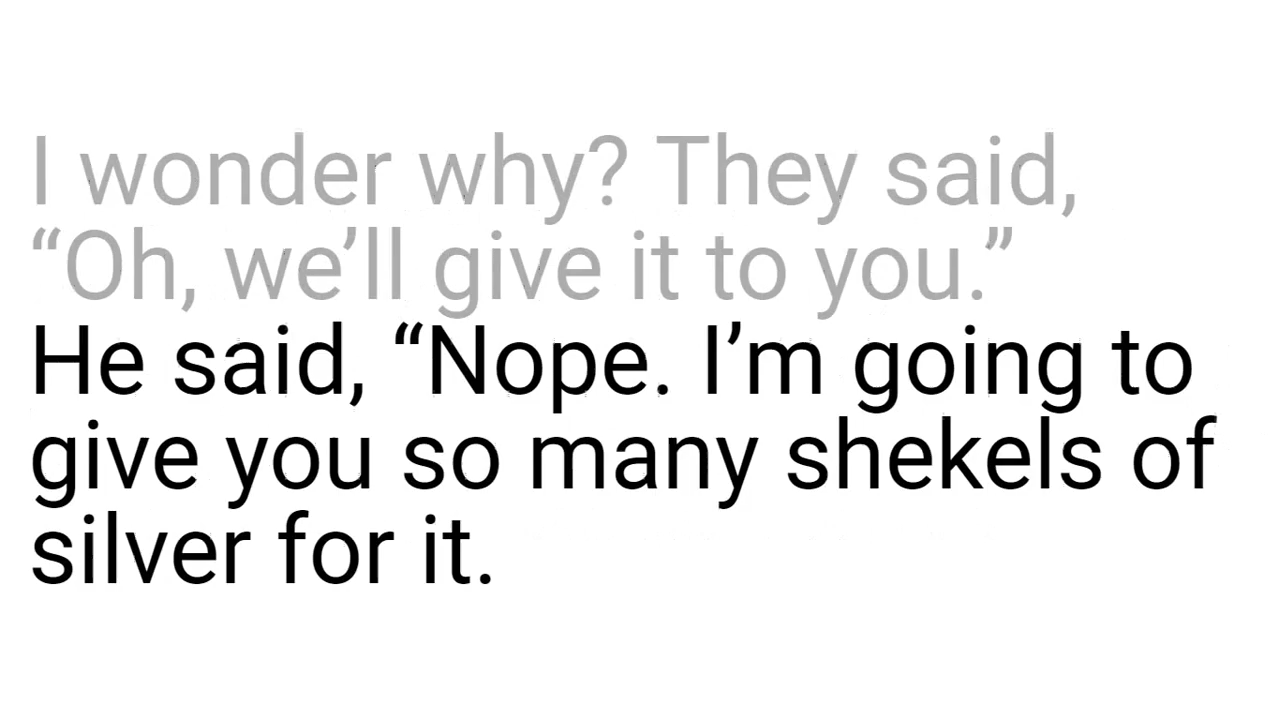 I wonder why? They said,
“Oh, we’ll give it to you.”
He said, “Nope. I’m going to
give you so many shekels of
silver for it.